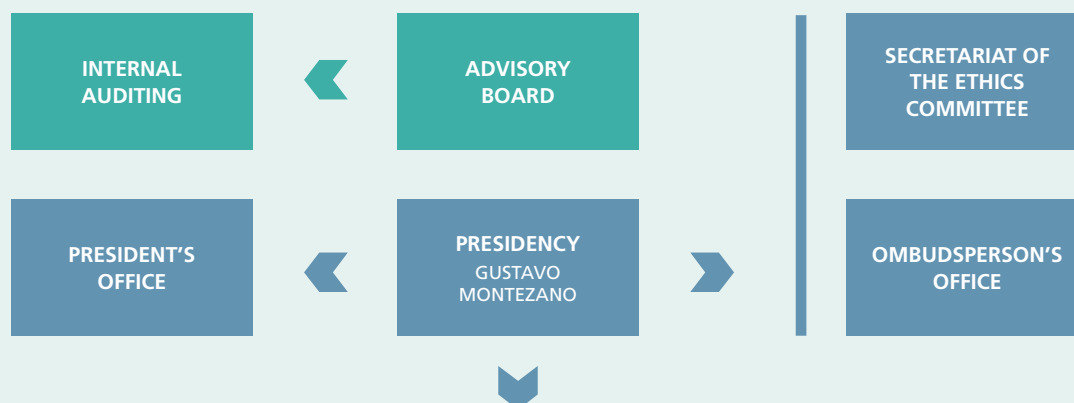 INTERNAL
AUDITING
ADVISORY
BOARD
SECRETARIAT OF
THE ETHICS
COMMITTEE
PRESIDENT'S
OFFICE
PRESIDENCY
GUSTAVO
MONTEZANO
OMBUDSPERSON'S
OFFICE